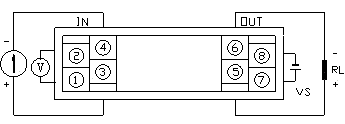 IN OUT
- 4 6 -
V 2 8 RL
3 5
1 7
+ VS +